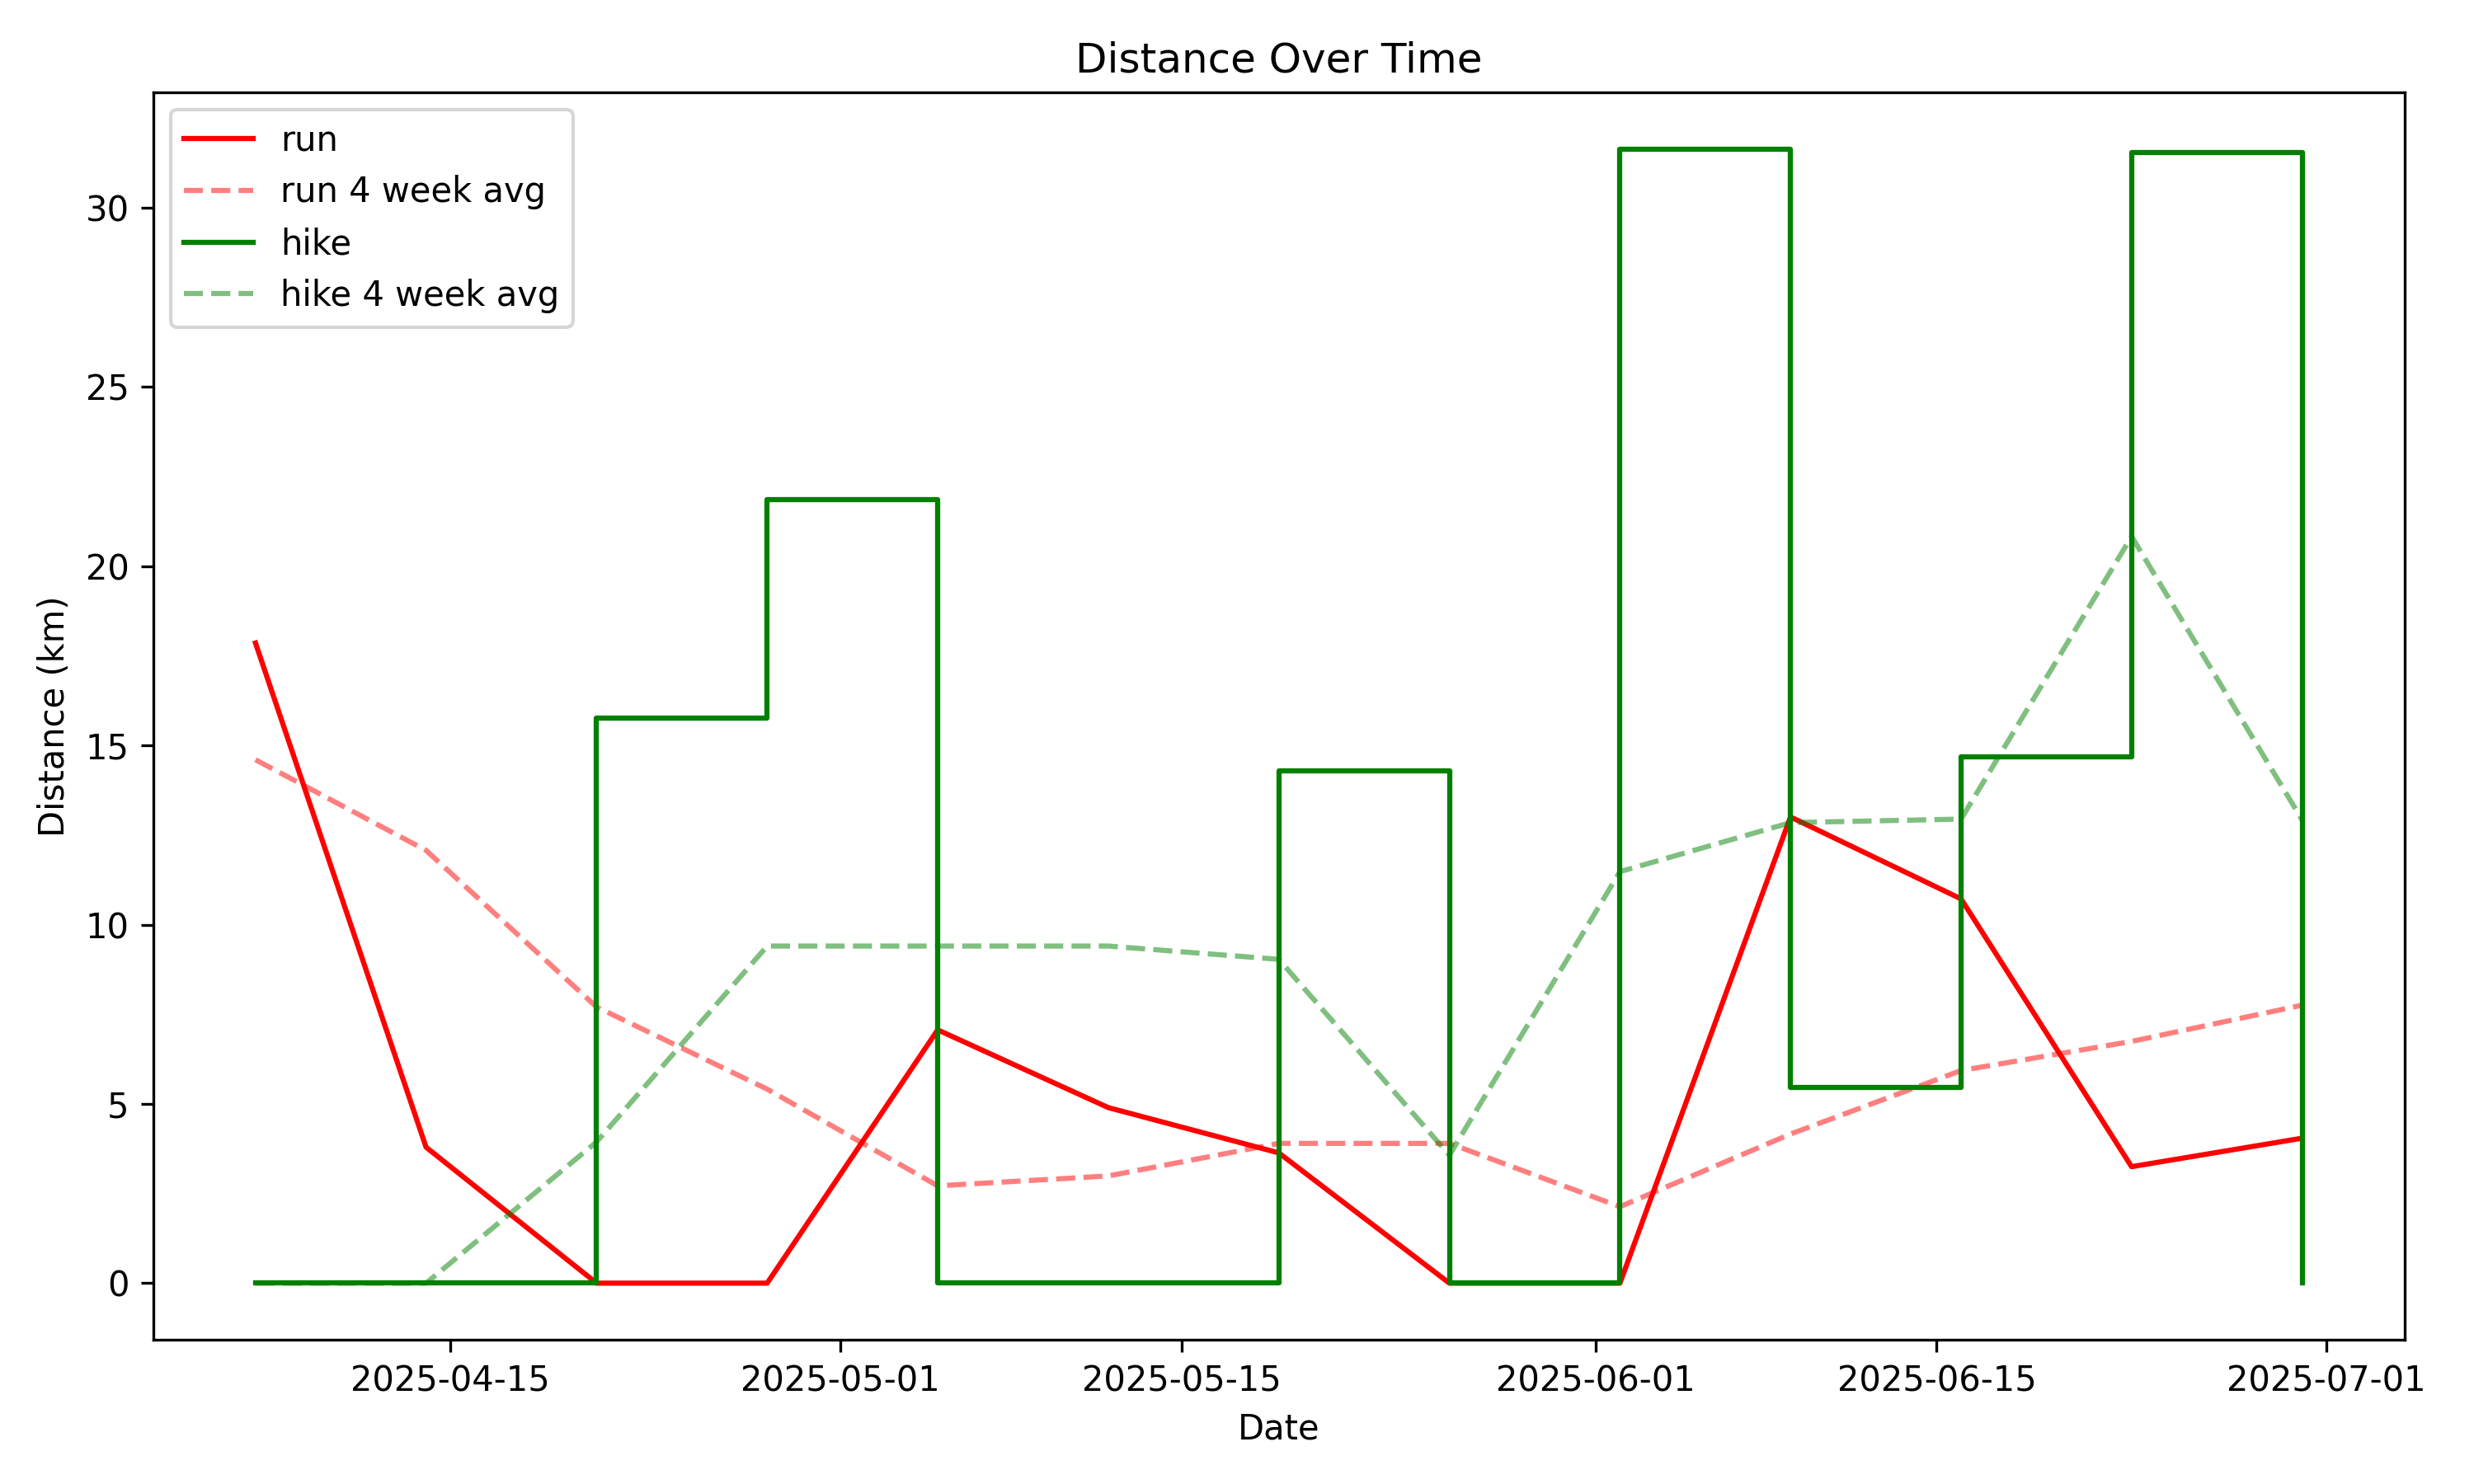 Distance Over Time
run
run 4 week avg
hike
hike 4 week avg
Distance (km)
30
25
20
15
10
5
0
2025-04-15
2025-05-01
2025-05-15
2025-06-01
2025-06-15
2025-07-01
Date